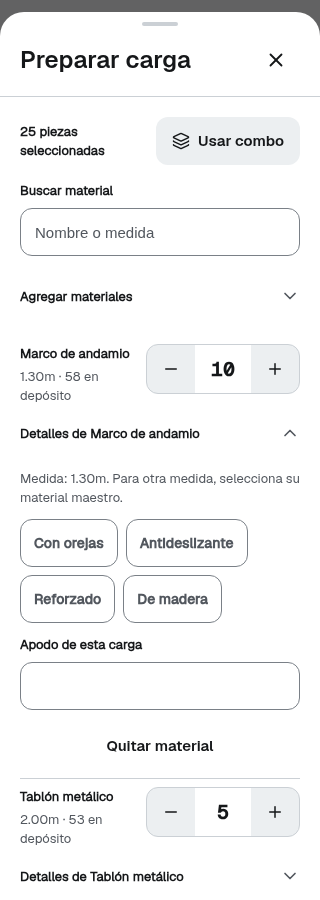 Preparar carga
25 piezas
seleccionadas
Usar combo
Buscar material
Nombre o medida
Agregar materiales
Marco de andamio
1.30m · 58 en
depósito
− 10 +
Detalles de Marco de andamio
Medida: 1.30m. Para otra medida, selecciona su
material maestro.
Con orejas
Antideslizante
Reforzado
De madera
Apodo de esta carga
Quitar material
Tablón metálico
2.00m · 53 en
depósito
− 5 +
Detalles de Tablón metálico